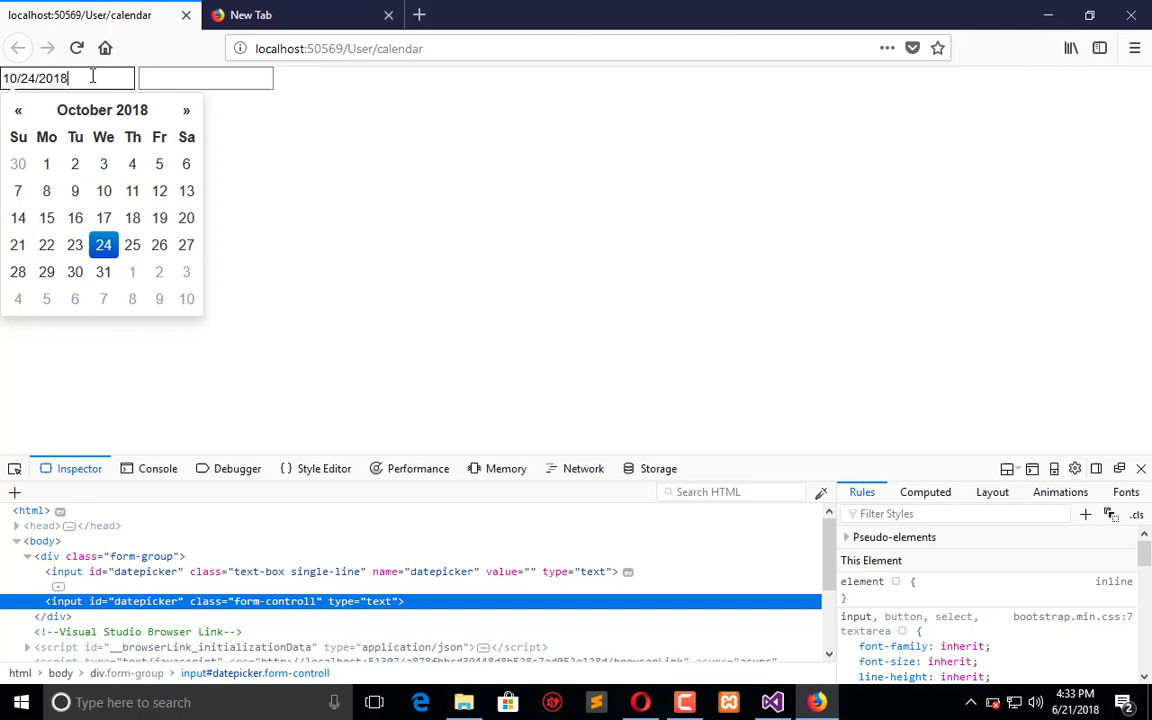 localhost:50569/User/calendar
New Tab
localhost:50569/User/calendar
10/24/2018
« October 2018 »
Su Mo Tu We Th Fr Sa
30 1 2 3 4 5 6
7 8 9 10 11 12 13
14 15 16 17 18 19 20
21 22 23 24 25 26 27
28 29 30 31 1 2 3
4 5 6 7 8 9 10
Inspector Console Debugger { } Style Editor Performance Memory Network Storage
Search HTML
Rules Computed Layout Animations Fonts
Filter Styles
.cls
<html>
<head></head>
<body>
<div class="form-group">
<input id="datepicker" class="text-box single-line" name="datepicker" value="" type="text">
<input id="datepicker" class="form-controll" type="text">
</div>
<!--Visual Studio Browser Link-->
<script id="__browserLink_initializationData" type="application/json"></script>
Pseudo-elements
This Element
element { inline
}
input, button, select, bootstrap.min.css:7
textarea {
font-family: inherit;
font-size: inherit;
line-height: inherit;
html body div.form-group input#datepicker.form-controll
Type here to search
4:33 PM
6/21/2018
2